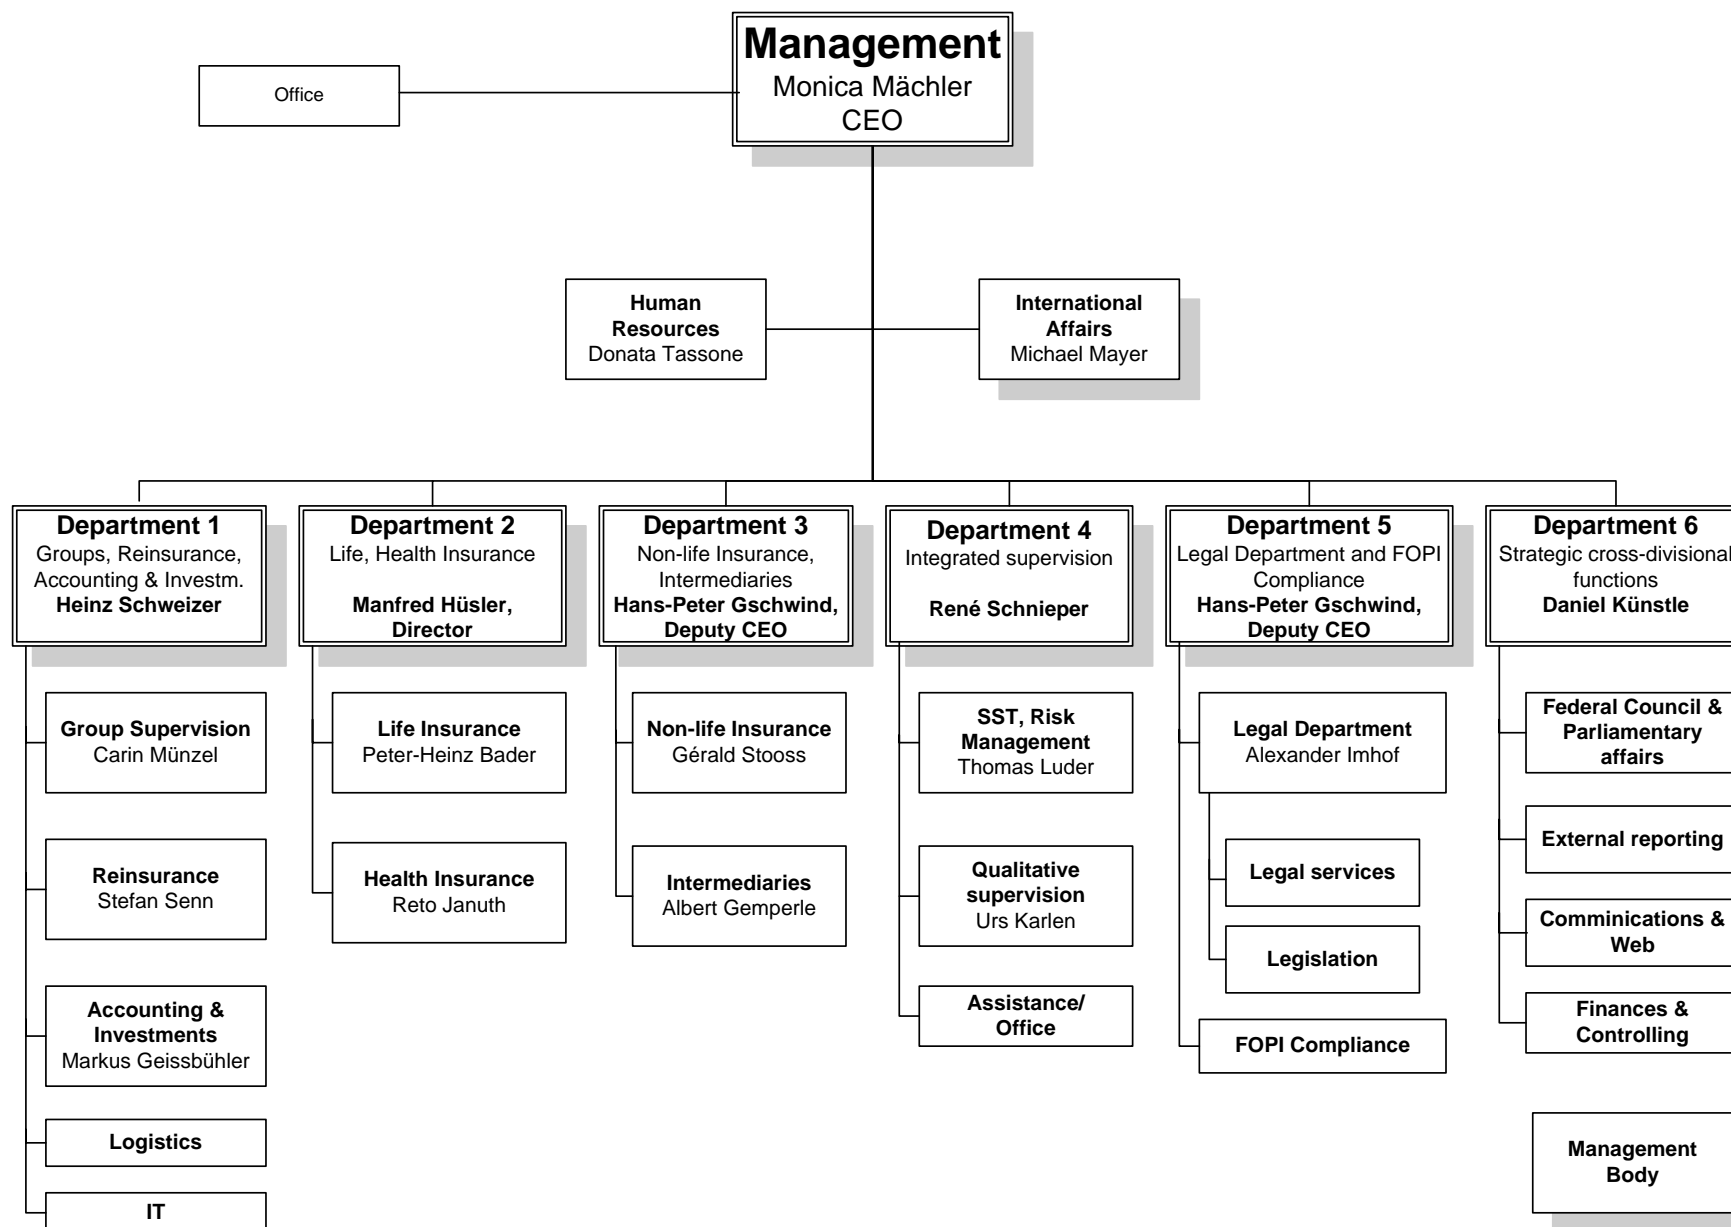 Management
Monica Mächler
CEO
Office
Human
Resources
Donata Tassone
International
Affairs
Michael Mayer
Department 1
Groups, Reinsurance,
Accounting & Investm.
Heinz Schweizer
Department 2
Life, Health Insurance
Manfred Hüsler,
Director
Department 3
Non-life Insurance,
Intermediaries
Hans-Peter Gschwind,
Deputy CEO
Department 4
Integrated supervision
René Schnieper
Department 5
Legal Department and FOPI
Compliance
Hans-Peter Gschwind,
Deputy CEO
Department 6
Strategic cross-divisional
functions
Daniel Künstle
Group Supervision
Carin Münzel
Reinsurance
Stefan Senn
Accounting &
Investments
Markus Geissbühler
Logistics
IT
Life Insurance
Peter-Heinz Bader
Health Insurance
Reto Januth
Non-life Insurance
Gérald Stooss
Intermediaries
Albert Gemperle
SST, Risk
Management
Thomas Luder
Qualitative
supervision
Urs Karlen
Assistance/
Office
Legal Department
Alexander Imhof
Legal services
Legislation
FOPI Compliance
Federal Council &
Parliamentary
affairs
External reporting
Comminications &
Web
Finances &
Controlling
Management
Body